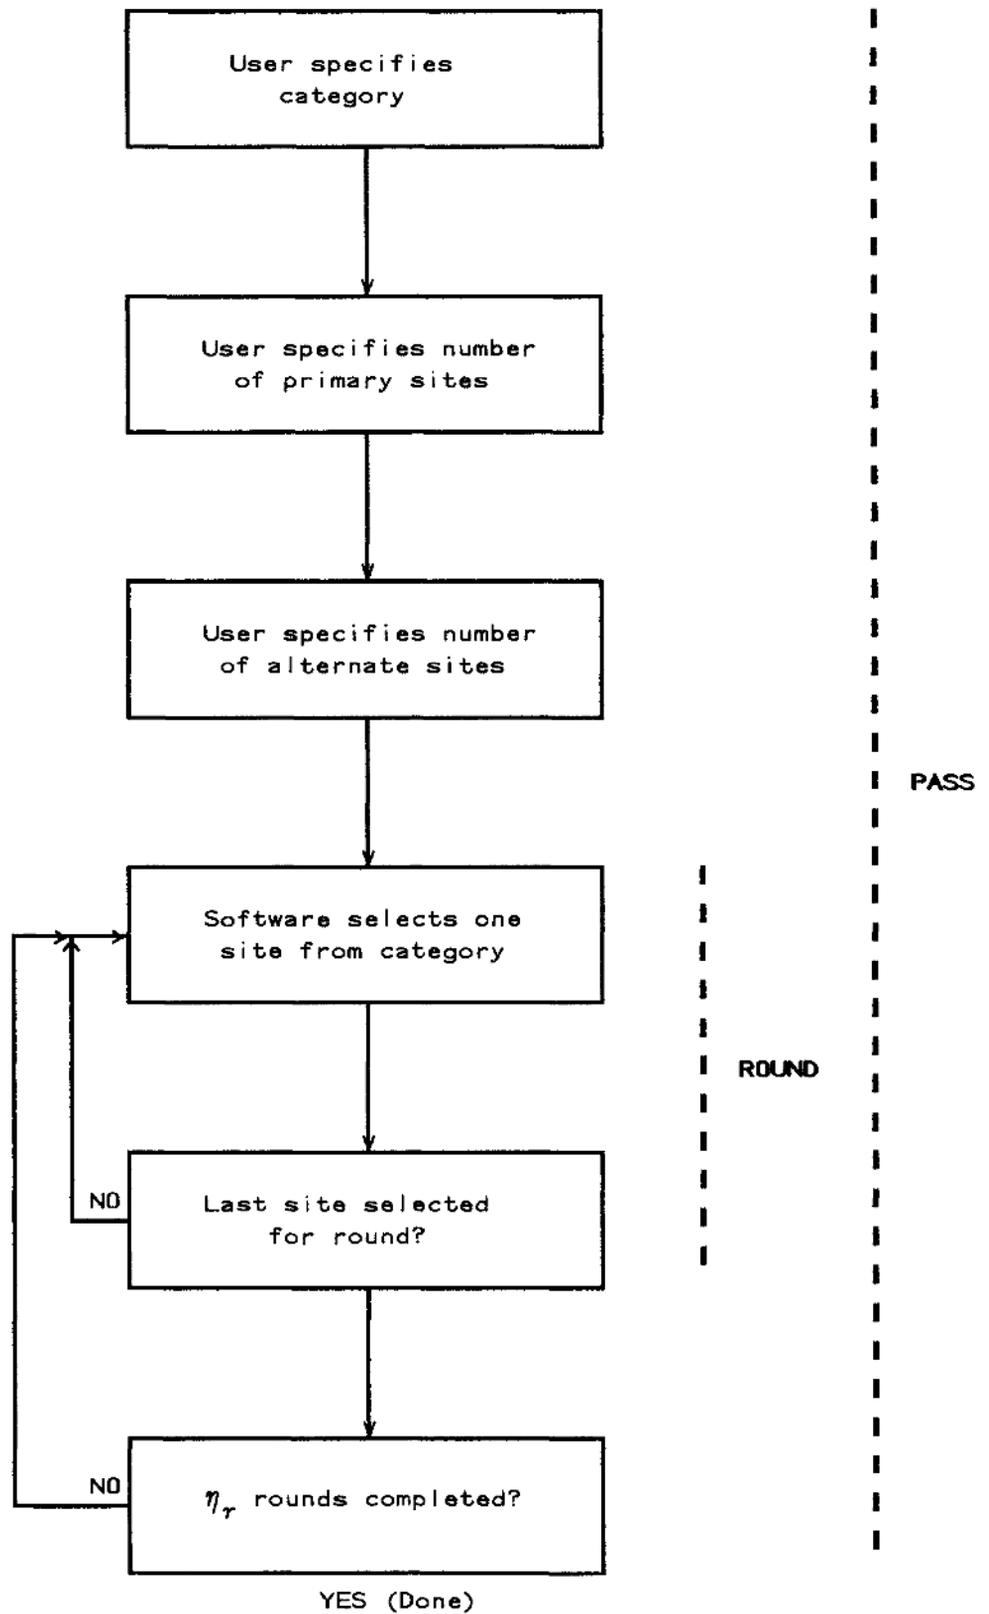 User specifies
category
User specifies number
of primary sites
User specifies number
of alternate sites
PASS
Software selects one
site from category
ROUND
NO
Last site selected
for round?
NO
η_r rounds completed?
YES (Done)